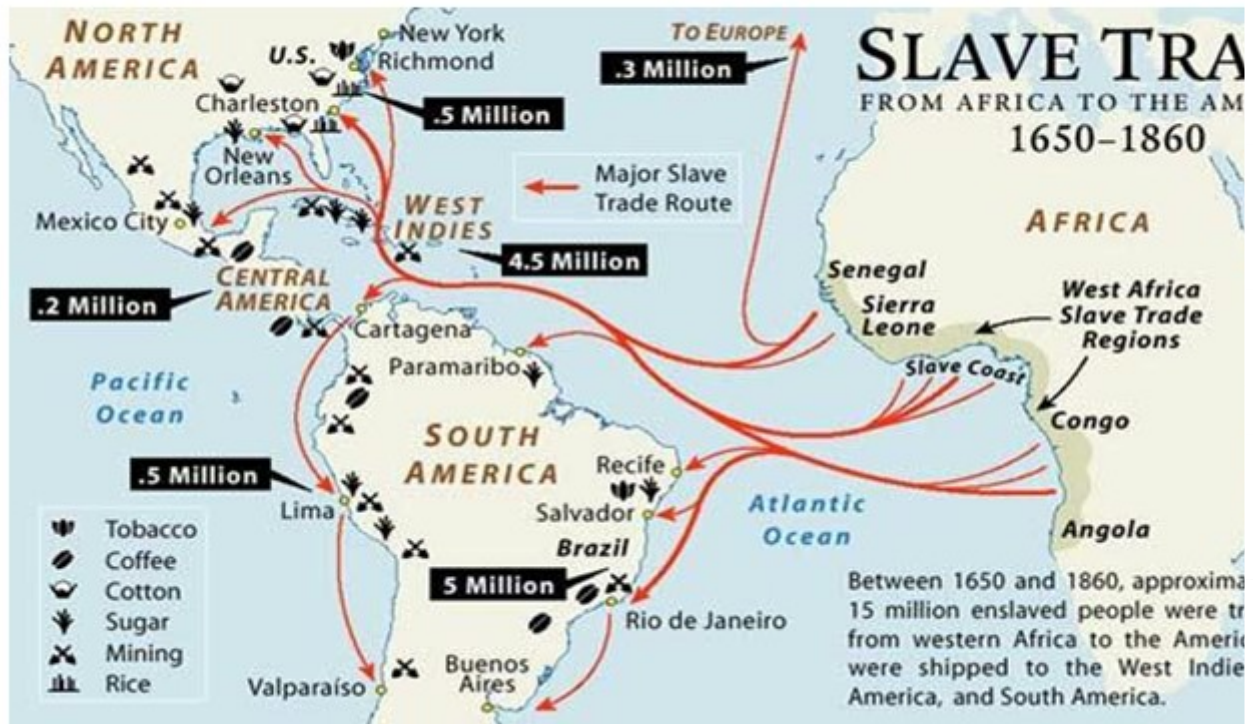 NORTH
AMERICA
U.S.
New York
Richmond
Charleston
.5 Million
New
Orleans
Mexico City
WEST
INDIES
4.5 Million
CENTRAL
AMERICA
.2 Million
TO EUROPE
.3 Million
SLAVE TRA
FROM AFRICA TO THE AM
1650–1860
Major Slave
Trade Route
AFRICA
Senegal
Sierra
Leone
West Africa
Slave Trade
Regions
Slave Coast
Congo
Angola
Cartagena
Paramaribo
Pacific
Ocean
SOUTH
AMERICA
.5 Million
Lima
Recife
Salvador
Brazil
5 Million
Rio de Janeiro
Atlantic
Ocean
Buenos
Aires
Valparaíso
Tobacco
Coffee
Cotton
Sugar
Mining
Rice
Between 1650 and 1860, approxima
15 million enslaved people were tr
from western Africa to the Americ
were shipped to the West Indie
America, and South America.